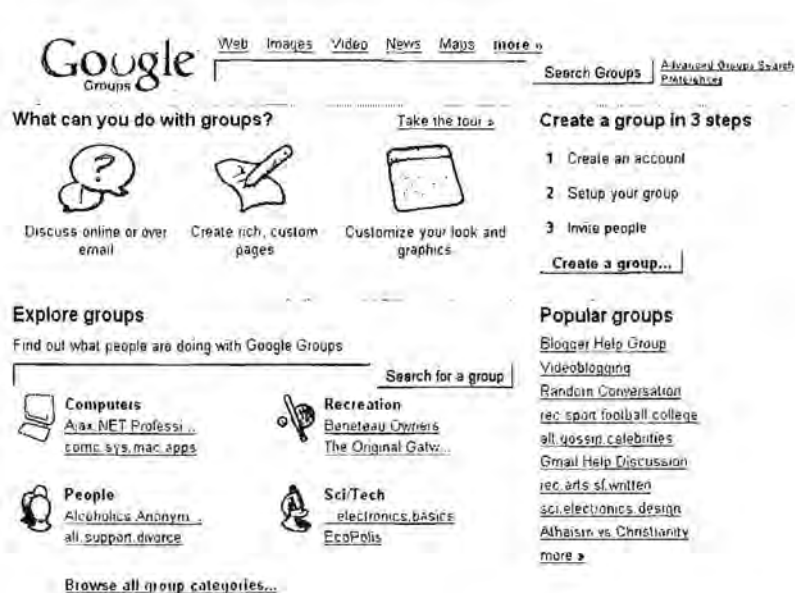 Web Images Video News Maps more »
Google
Groups
Search Groups
Advanced Groups Search
Preferences
What can you do with groups?
Take the tour »
Discuss online or over
email
Create rich, custom
pages
Customize your look and
graphics
Create a group in 3 steps
1 Create an account
2 Setup your group
3 Invite people
Create a group...
Explore groups
Find out what people are doing with Google Groups
Search for a group
Computers
Ajax.NET Professi...
comp.sys.mac.apps
Recreation
Beneteau Owners
The Original Gatw...
People
Alcoholics Anonym...
alt.support.divorce
Sci/Tech
electronics.basics
EcoPolis
Browse all group categories...
Popular groups
Blogger Help Group
Videoblogging
Random Conversation
rec.sport.football.college
alt.gossip.celebrities
Gmail Help Discussion
rec.arts.sf.written
sci.electronics.design
Atheism vs Christianity
more »